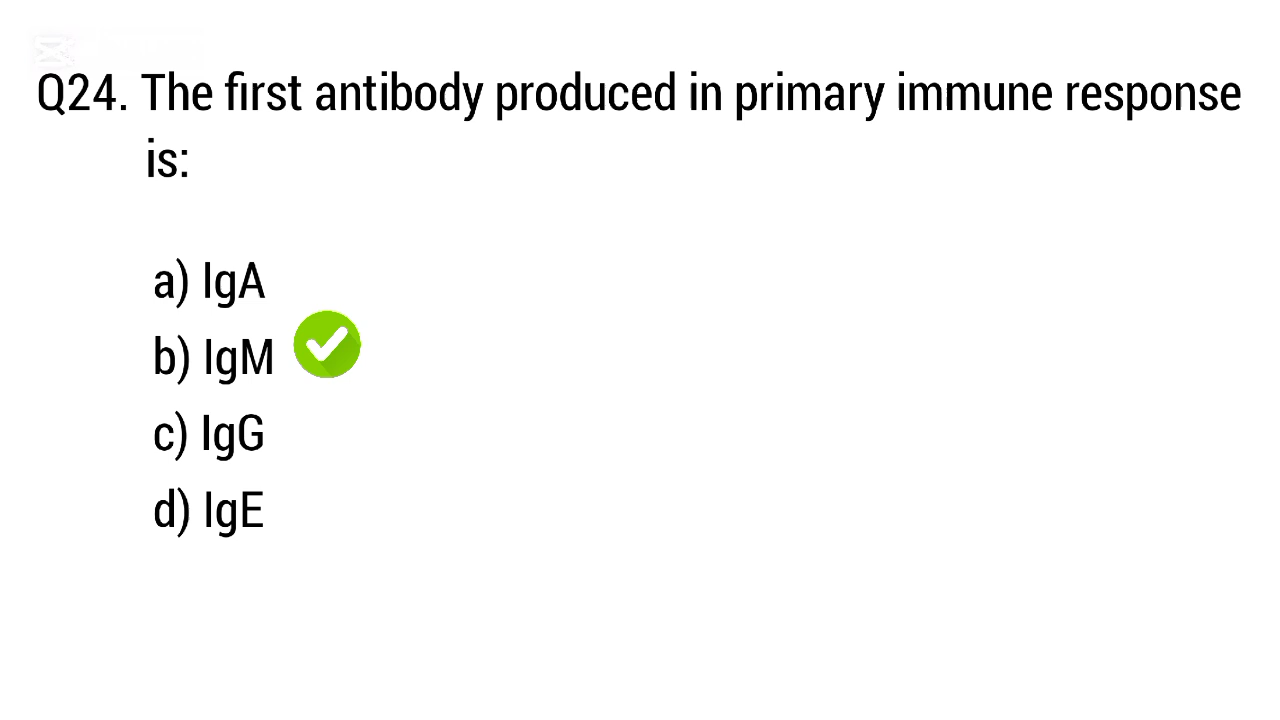 Q24. The first antibody produced in primary immune response
is:
a) IgA
b) IgM
c) IgG
d) IgE